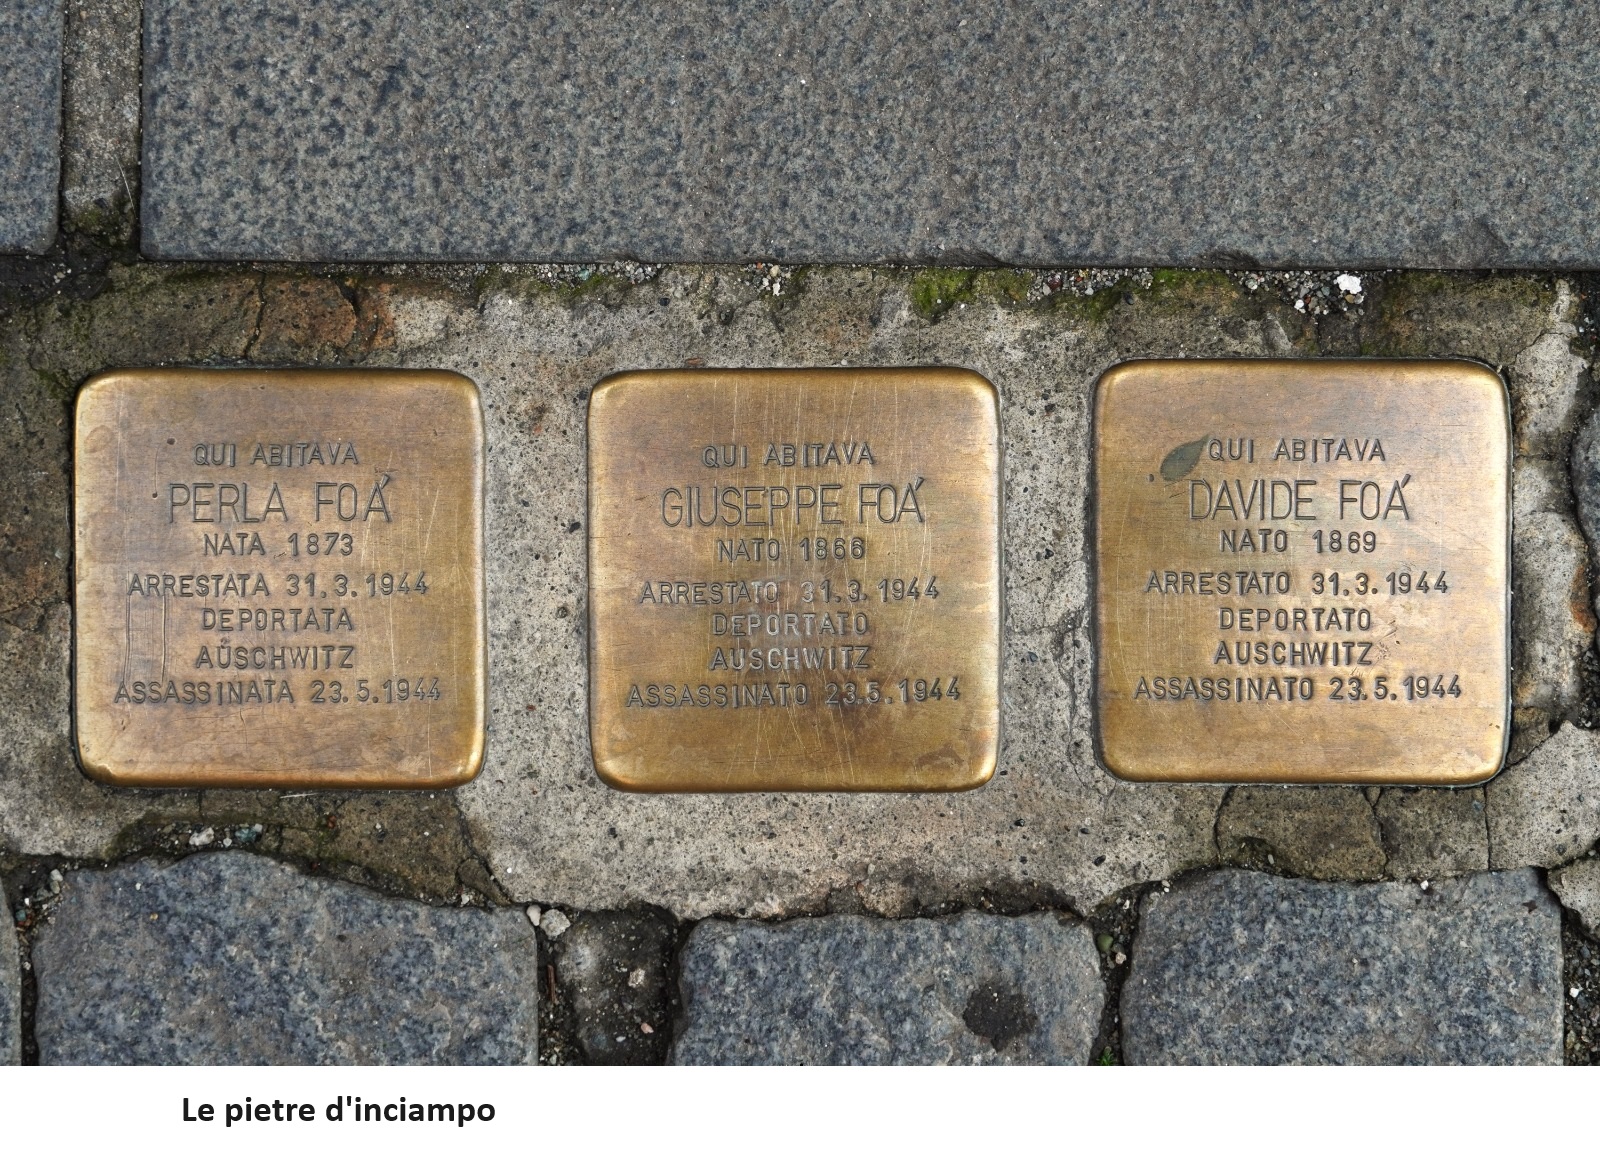 QUI ABITAVA
PERLA FOÁ
NATA 1873
ARRESTATA 31.3.1944
DEPORTATA
AUSCHWITZ
ASSASSINATA 23.5.1944
QUI ABITAVA
GIUSEPPE FOÁ
NATO 1866
ARRESTATO 31.3.1944
DEPORTATO
AUSCHWITZ
ASSASSINATO 23.5.1944
QUI ABITAVA
DAVIDE FOÁ
NATO 1869
ARRESTATO 31.3.1944
DEPORTATO
AUSCHWITZ
ASSASSINATO 23.5.1944
Le pietre d'inciampo